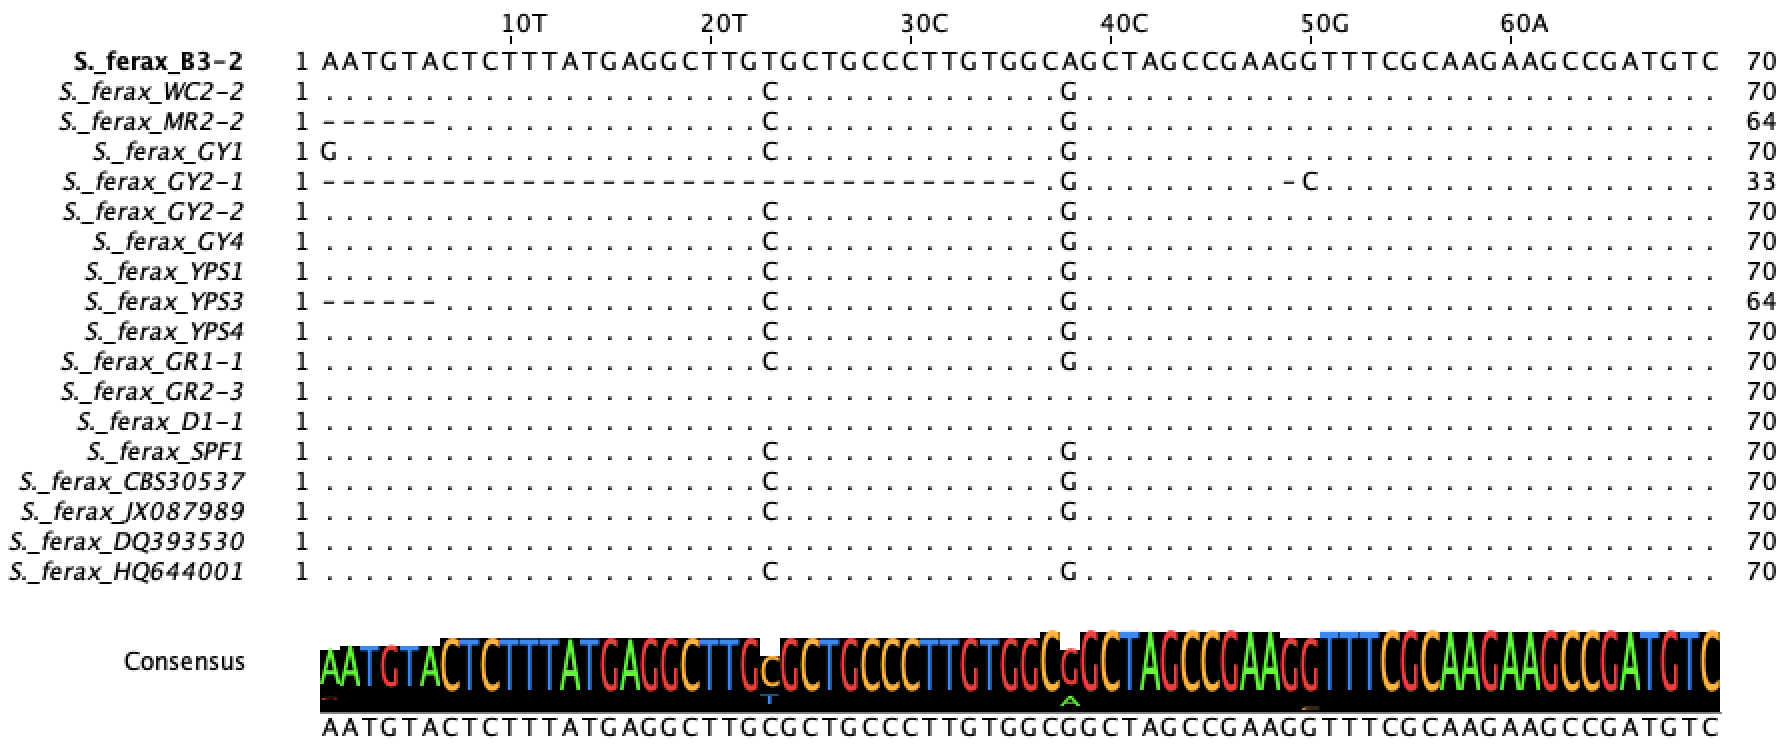 10T 20T 30C 40C 50G 60A
S._ferax_B3-2 1 AATGTACTCTTTATGAGGCTTGTGCTGCCCTTGTGGCAGCTAGCCGAAGGTTTCGCAAGAAGCCGATGTC 70
S._ferax_WC2-2 1 ......................C..............G................................ 70
S._ferax_MR2-2 1 ------................C..............G................................ 64
S._ferax_GY1 1 G.....................C..............G................................ 70
S._ferax_GY2-1 1 ------------------------------------.G..........-C.................... 33
S._ferax_GY2-2 1 ......................C..............G................................ 70
S._ferax_GY4 1 ......................C..............G................................ 70
S._ferax_YPS1 1 ......................C..............G................................ 70
S._ferax_YPS3 1 ------................C..............G................................ 64
S._ferax_YPS4 1 ......................C..............G................................ 70
S._ferax_GR1-1 1 ......................C..............G................................ 70
S._ferax_GR2-3 1 ...................................................................... 70
S._ferax_D1-1 1 ...................................................................... 70
S._ferax_SPF1 1 ......................C..............G................................ 70
S._ferax_CBS30537 1 ......................C..............G................................ 70
S._ferax_JX087989 1 ......................C..............G................................ 70
S._ferax_DQ393530 1 ...................................................................... 70
S._ferax_HQ644001 1 ......................C..............G................................ 70
Consensus AATGTACTCTTTATGAGGCTTGCGCTGCCCTTGTGGCGGCTAGCCGAAGGTTTCGCAAGAAGCCGATGTC
T A
AATGTACTCTTTATGAGGCTTGCGCTGCCCTTGTGGCGGCTAGCCGAAGGTTTCGCAAGAAGCCGATGTC